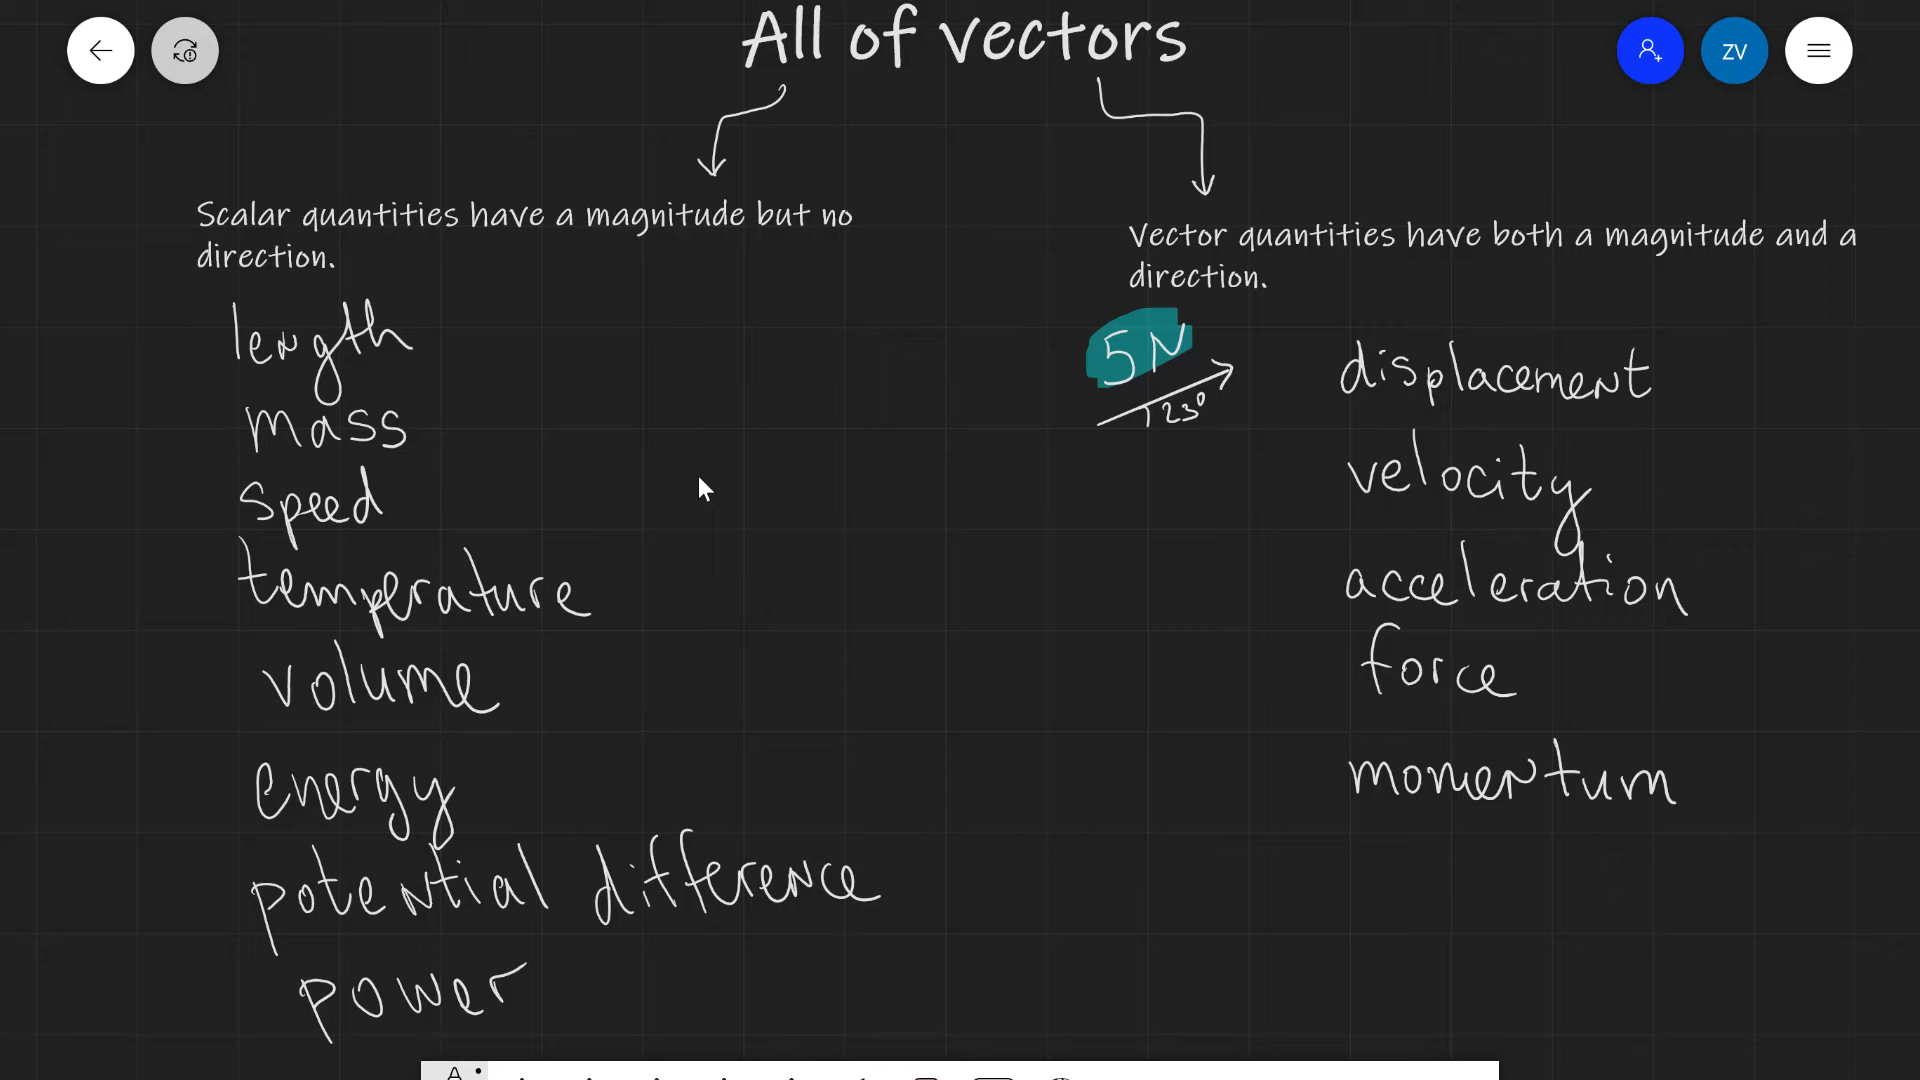 All of vectors
ZV
Scalar quantities have a magnitude but no
direction.
length
mass
speed
temperature
volume
energy
potential difference
power
Vector quantities have both a magnitude and a
direction.
5N
23°
displacement
velocity
acceleration
force
momentum